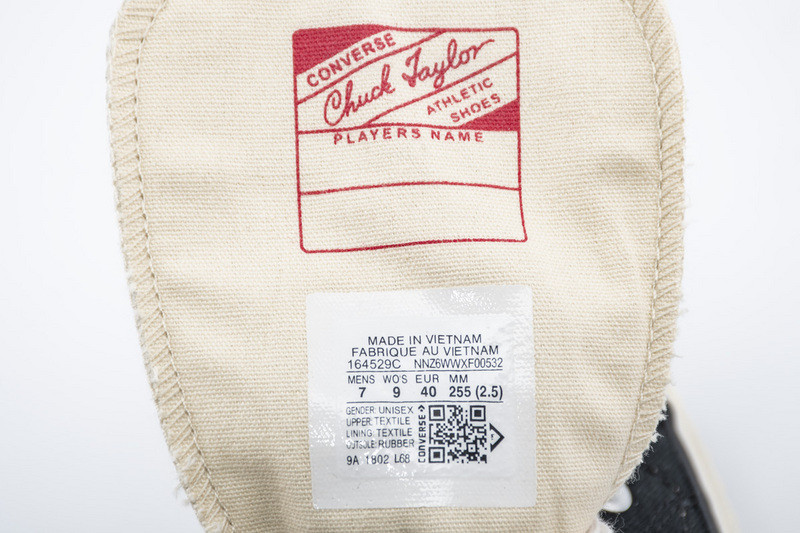 CONVERSE
Chuck Taylor
ATHLETIC
SHOES
PLAYERS NAME
MADE IN VIETNAM
FABRIQUE AU VIETNAM
164529C NNZ6WWXF00532
MENS WO'S EUR MM
7 9 40 255 (2.5)
GENDER: UNISEX
UPPER: TEXTILE
LINING: TEXTILE
OUTSOLE: RUBBER
9A 1802 L68
CONVERSE